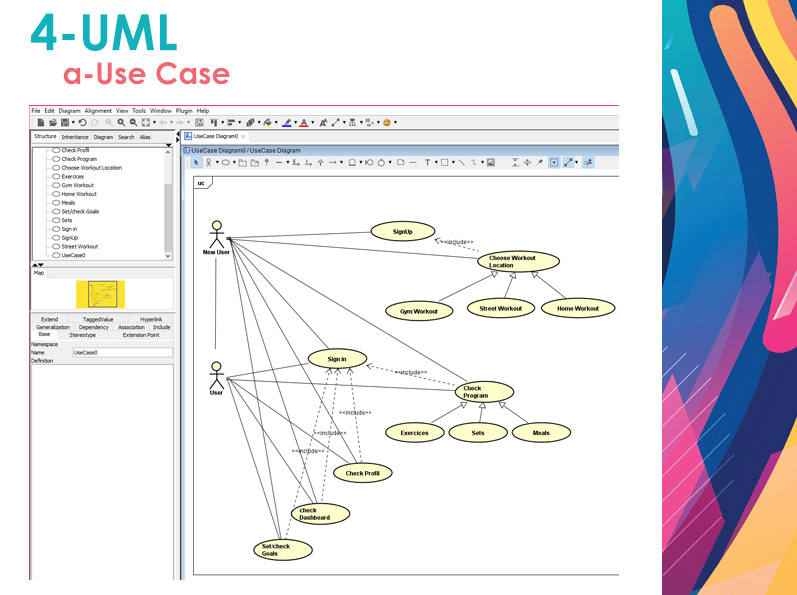 4-UML
a-Use Case
File Edit Diagram Alignment View Tools Window Plugin Help
Structure Inheritance Diagram Search Alias
UseCase Diagram0
UseCase Diagram0 / UseCase Diagram
Check Profil
Check Program
Choose Workout Location
Exercices
Gym Workout
Home Workout
Meals
Set/check Goals
Sets
Sign in
SignUp
Street Workout
UseCase0
Map
Extend TaggedValue Hyperlink
Generalization Dependency Association Include
Base Stereotype Extension Point
Namespace
Name UseCase0
Definition
uc
New User
SignUp
<<include>>
Choose Workout
Location
Gym Workout
Street Workout
Home Workout
User
Sign in
<<include>>
Check
Program
Exercices
Sets
Meals
<<include>>
<<include>>
<<include>>
Check Profil
check
Dashboard
Set/check
Goals